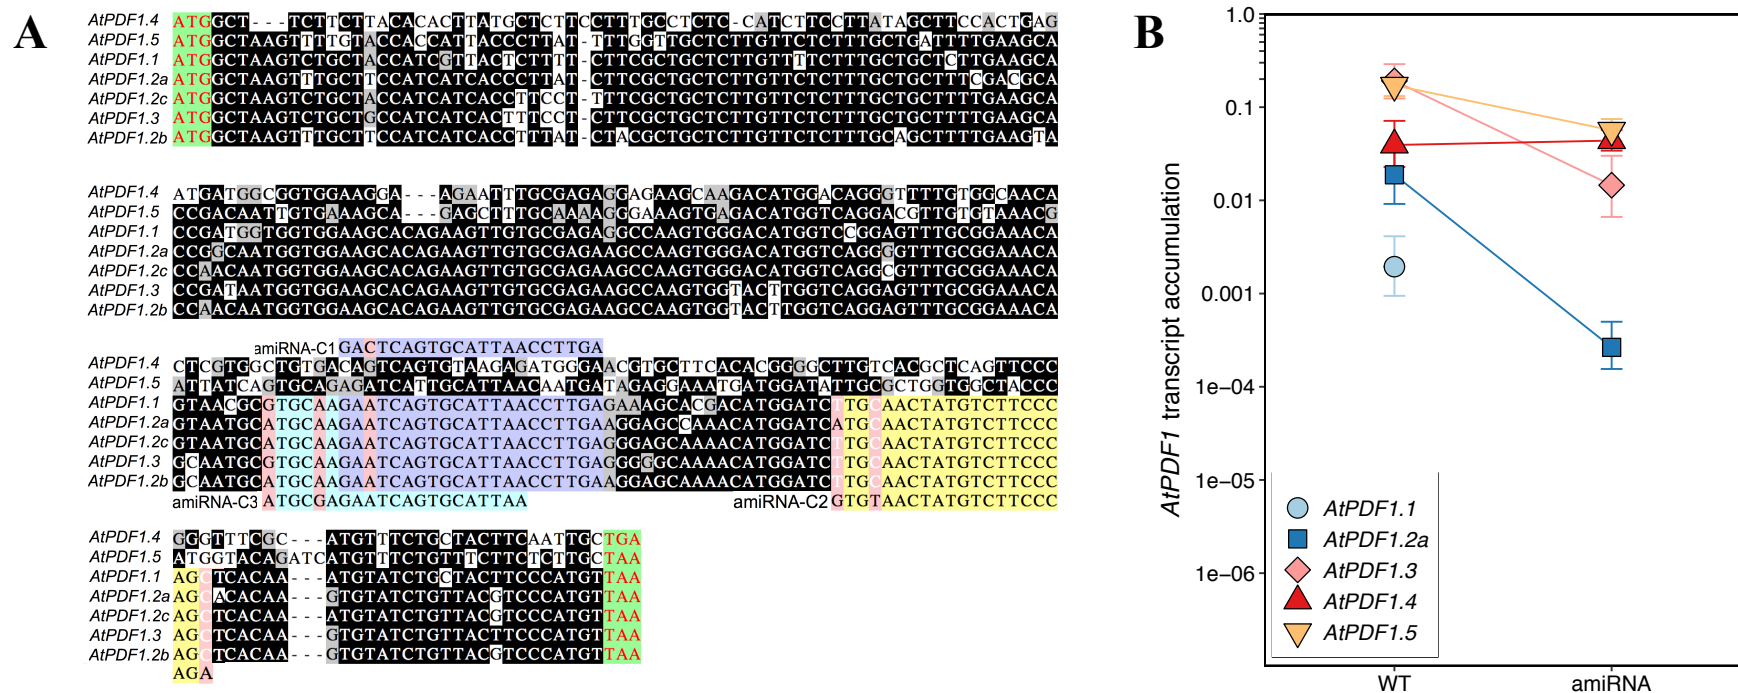 A
AtPDF1.4 ATGGCT---TCTTCTTACACACTTATGCTCTTCCTTTGCCTCTC-CATCTTCCTTATAGCTTCCACTGAG
AtPDF1.5 ATGGCTAAGTTTTGTACCACCATTACCCTTAT-TTTGGTTGCTCTTGTTCTCTTTGCTGATTTTGAAGCA
AtPDF1.1 ATGGCTAAGTCTGCTACCATCGTTACTCTTTT-CTTCGCTGCTCTTGTTTTCTTTGCTGCTCTTGAAGCA
AtPDF1.2a ATGGCTAAGTTTGCTTCCATCATCACCCTTAT-CTTCGCTGCTCTTGTTCTCTTTGCTGCTTTCGACGCA
AtPDF1.2c ATGGCTAAGTCTGCTACCATCATCACCTTCCT-TTTCGCTGCTCTTGTTCTCTTTGCTGCTTTTGAAGCA
AtPDF1.3 ATGGCTAAGTCTGCTGCCATCATCACTTTCCT-CTTCGCTGCTCTTGTTCTCTTTGCTGCTTTTGAAGCA
AtPDF1.2b ATGGCTAAGTTTGCTTCCATCATCACCTTTAT-CTACGCTGCTCTTGTTCTCTTTGCAGCTTTTGAAGTA
AtPDF1.4 ATGATGGCGGTGGAAGGA---AGAATTTGCGAGAGGAGAAGCAAGACATGGACAGGGTTTTGTGGCAACA
AtPDF1.5 CCGACAATTGTGAAAGCA---GAGCTTTGCAAAAGGGAAAGTGAGACATGGTCAGGACGTTGTGTAAACG
AtPDF1.1 CCGATGGTGGTGGAAGCACAGAAGTTGTGCGAGAGGCCAAGTGGGACATGGTCCGGAGTTTGCGGAAACA
AtPDF1.2a CCGGCAATGGTGGAAGCACAGAAGTTGTGCGAGAAGCCAAGTGGGACATGGTCAGGGGTTTGCGGAAACA
AtPDF1.2c CCAACAATGGTGGAAGCACAGAAGTTGTGCGAGAAGCCAAGTGGGACATGGTCAGGCGTTTGCGGAAACA
AtPDF1.3 CCGATAATGGTGGAAGCACAGAAGTTGTGCGAGAAGCCAAGTGGTACTTGGTCAGGAGTTTGCGGAAACA
AtPDF1.2b CCAACAATGGTGGAAGCACAGAAGTTGTGCGAGAAGCCAAGTGGTACTTGGTCAGGAGTTTGCGGAAACA
amiRNA-C1 GACTCAGTGCATTAACCTTGA
AtPDF1.4 CTCGTGGCTGTGACAGTCAGTGTAAGAGATGGGAACGTGCTTCACACGGGGCTTGTCACGCTCAGTTCCC
AtPDF1.5 ATTATCAGTGCAGAGATCATTGCATTAACAATGATAGAGGAAATGATGGATATTGCGCTGGTGGCTACCC
AtPDF1.1 GTAACGCGTGCAAGAATCAGTGCATTAACCTTGAGAAAGCACGACATGGATCTTGCAACTATGTCTTCCC
AtPDF1.2a GTAATGCATGCAAGAATCAGTGCATTAACCTTGAAGGAGCCAAACATGGATCATGCAACTATGTCTTCCC
AtPDF1.2c GTAATGCATGCAAGAATCAGTGCATTAACCTTGAGGGAGCAAAACATGGATCTTGCAACTATGTCTTCCC
AtPDF1.3 GCAATGCGTGCAAGAATCAGTGCATTAACCTTGAGGGGGCAAAACATGGATCTTGCAACTATGTCTTCCC
AtPDF1.2b GCAATGCATGCAAGAATCAGTGCATTAACCTTGAAGGAGCAAAACATGGATCTTGCAACTATGTCTTCCC
amiRNA-C3 ATGCGAGAATCAGTGCATTAA amiRNA-C2 GTGTAACTATGTCTTCCC
AtPDF1.4 GGGTTTCGC---ATGTTTCTGCTACTTCAATTGCTGA
AtPDF1.5 ATGGTACAGATCATGTTTCTGTTTCTTCTCTTGCTAA
AtPDF1.1 AGCTCACAA---ATGTATCTGCTACTTCCCATGTTAA
AtPDF1.2a AGCACACAA---GTGTATCTGTTACGTCCCATGTTAA
AtPDF1.2c AGCTCACAA---ATGTATCTGTTACGTCCCATGTTAA
AtPDF1.3 AGCTCACAA---GTGTATCTGTTACTTCCCATGTTAA
AtPDF1.2b AGCTCACAA---GTGTATCTGTTACGTCCCATGTTAA
AGA
B
AtPDF1 transcript accumulation
1.0
0.1
0.01
0.001
1e-04
1e-05
1e-06
AtPDF1.1
AtPDF1.2a
AtPDF1.3
AtPDF1.4
AtPDF1.5
WT amiRNA